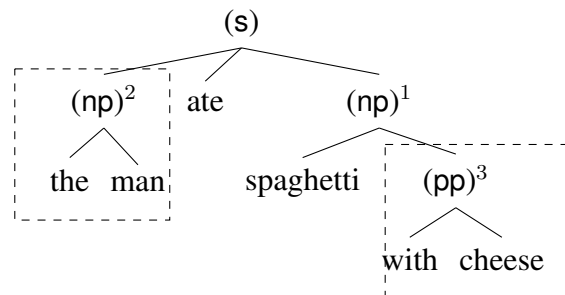 (s)
(np)² ate (np)¹
the man spaghetti (pp)³
with cheese